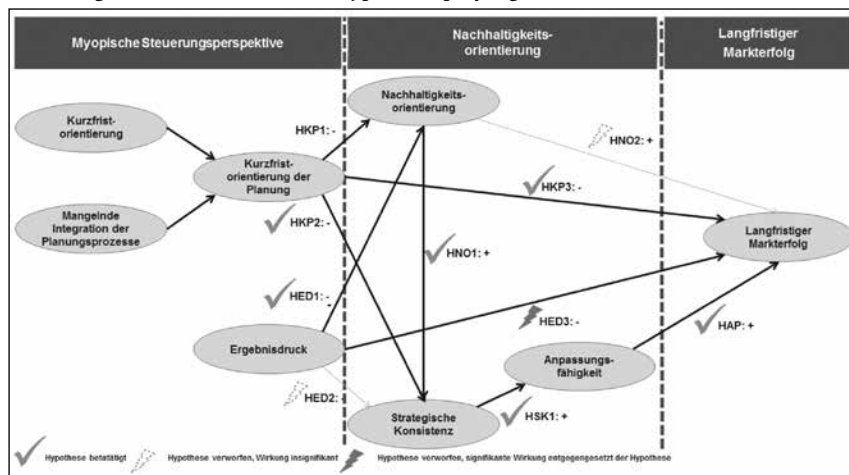 Myopische Steuerungsperspektive
Nachhaltigkeits-
orientierung
Langfristiger
Markterfolg
Kurzfrist-
orientierung
Mangelnde
Integration der
Planungsprozesse
Kurzfrist-
orientierung der
Planung
Ergebnisdruck
HKP1: -
HKP2: -
HED1: -
HED2: -
Nachhaltigkeits-
orientierung
HNO1: +
HNO2: +
HKP3: -
HED3: -
Strategische
Konsistenz
HSK1: +
Anpassungs-
fähigkeit
HAP: +
Langfristiger
Markterfolg
Hypothese betatätigt
Hypothese verworfen, Wirkung insignifikant
Hypothese verworfen, signifikante Wirkung entgegengesetzt der Hypothese